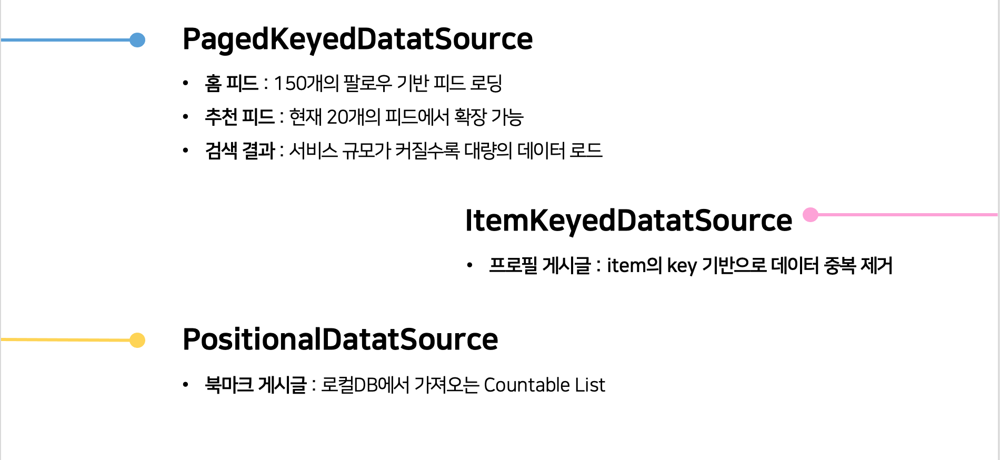 PagedKeyedDatatSource
• 홈 피드 : 150개의 팔로우 기반 피드 로딩
• 추천 피드 : 현재 20개의 피드에서 확장 가능
• 검색 결과 : 서비스 규모가 커질수록 대량의 데이터 로드
ItemKeyedDatatSource
• 프로필 게시글 : item의 key 기반으로 데이터 중복 제거
PositionalDatatSource
• 북마크 게시글 : 로컬DB에서 가져오는 Countable List